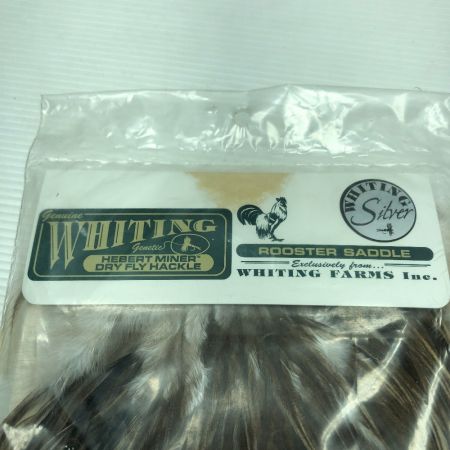 Genuine
WHITING
Genetic
HEBERT MINER®
DRY FLY HACKLE
WHITING
Silver
ROOSTER SADDLE
Exclusively from...
WHITING FARMS Inc.